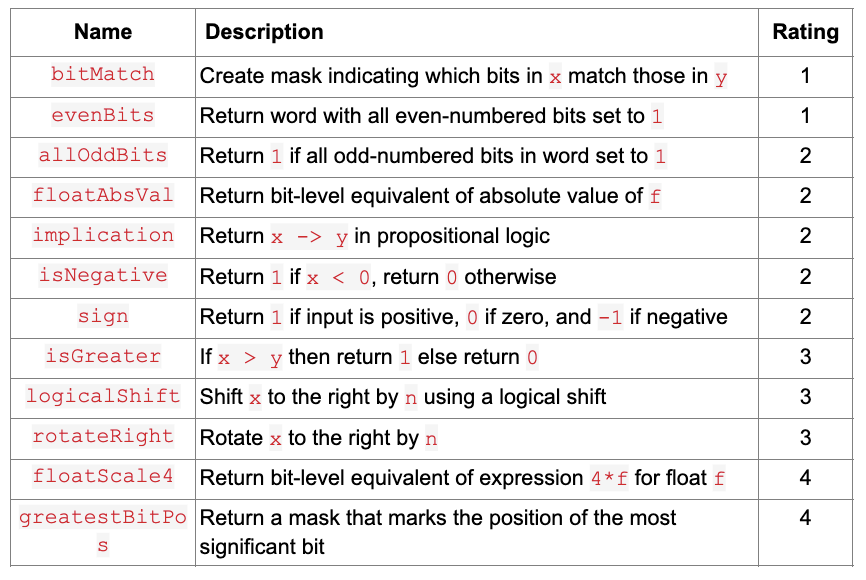 Name Description Rating
bitMatch Create mask indicating which bits in x match those in y 1
evenBits Return word with all even-numbered bits set to 1 1
allOddBits Return 1 if all odd-numbered bits in word set to 1 2
floatAbsVal Return bit-level equivalent of absolute value of f 2
implication Return x -> y in propositional logic 2
isNegative Return 1 if x < 0, return 0 otherwise 2
sign Return 1 if input is positive, 0 if zero, and -1 if negative 2
isGreater If x > y then return 1 else return 0 3
logicalShift Shift x to the right by n using a logical shift 3
rotateRight Rotate x to the right by n 3
floatScale4 Return bit-level equivalent of expression 4*f for float f 4
greatestBitPo Return a mask that marks the position of the most 4
s significant bit